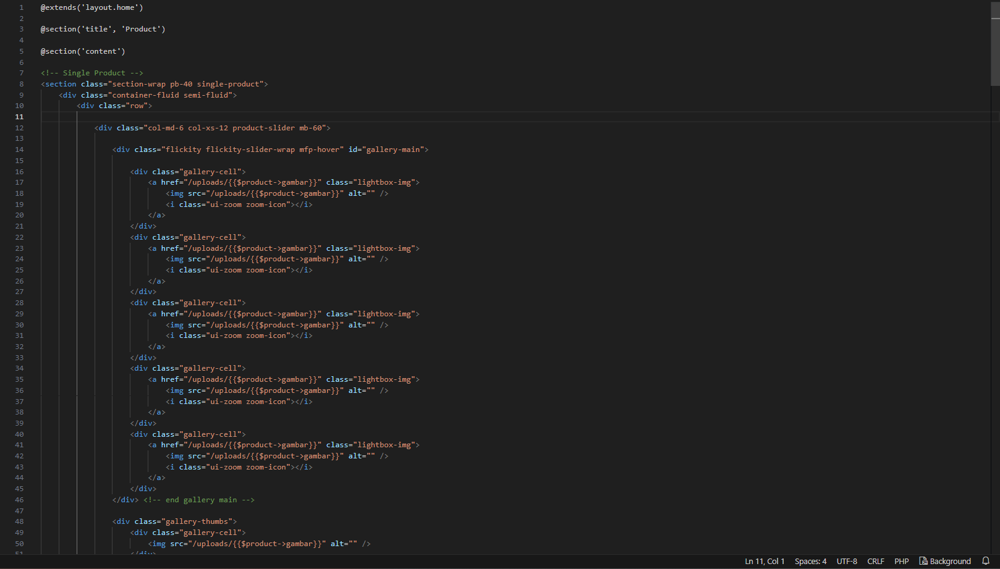 1 @extends('layout.home')
2
3 @section('title', 'Product')
4
5 @section('content')
6
7 <!-- Single Product -->
8 <section class="section-wrap pb-40 single-product">
9 <div class="container-fluid semi-fluid">
10 <div class="row">
11
12 <div class="col-md-6 col-xs-12 product-slider mb-60">
13
14 <div class="flickity flickity-slider-wrap mfp-hover" id="gallery-main">
15
16 <div class="gallery-cell">
17 <a href="/uploads/{{$product->gambar}}" class="lightbox-img">
18 <img src="/uploads/{{$product->gambar}}" alt="" />
19 <i class="ui-zoom zoom-icon"></i>
20 </a>
21 </div>
22 <div class="gallery-cell">
23 <a href="/uploads/{{$product->gambar}}" class="lightbox-img">
24 <img src="/uploads/{{$product->gambar}}" alt="" />
25 <i class="ui-zoom zoom-icon"></i>
26 </a>
27 </div>
28 <div class="gallery-cell">
29 <a href="/uploads/{{$product->gambar}}" class="lightbox-img">
30 <img src="/uploads/{{$product->gambar}}" alt="" />
31 <i class="ui-zoom zoom-icon"></i>
32 </a>
33 </div>
34 <div class="gallery-cell">
35 <a href="/uploads/{{$product->gambar}}" class="lightbox-img">
36 <img src="/uploads/{{$product->gambar}}" alt="" />
37 <i class="ui-zoom zoom-icon"></i>
38 </a>
39 </div>
40 <div class="gallery-cell">
41 <a href="/uploads/{{$product->gambar}}" class="lightbox-img">
42 <img src="/uploads/{{$product->gambar}}" alt="" />
43 <i class="ui-zoom zoom-icon"></i>
44 </a>
45 </div>
46 </div> <!-- end gallery main -->
47
48 <div class="gallery-thumbs">
49 <div class="gallery-cell">
50 <img src="/uploads/{{$product->gambar}}" alt="" />
51 </div>
Ln 11, Col 1 Spaces: 4 UTF-8 CRLF PHP Background